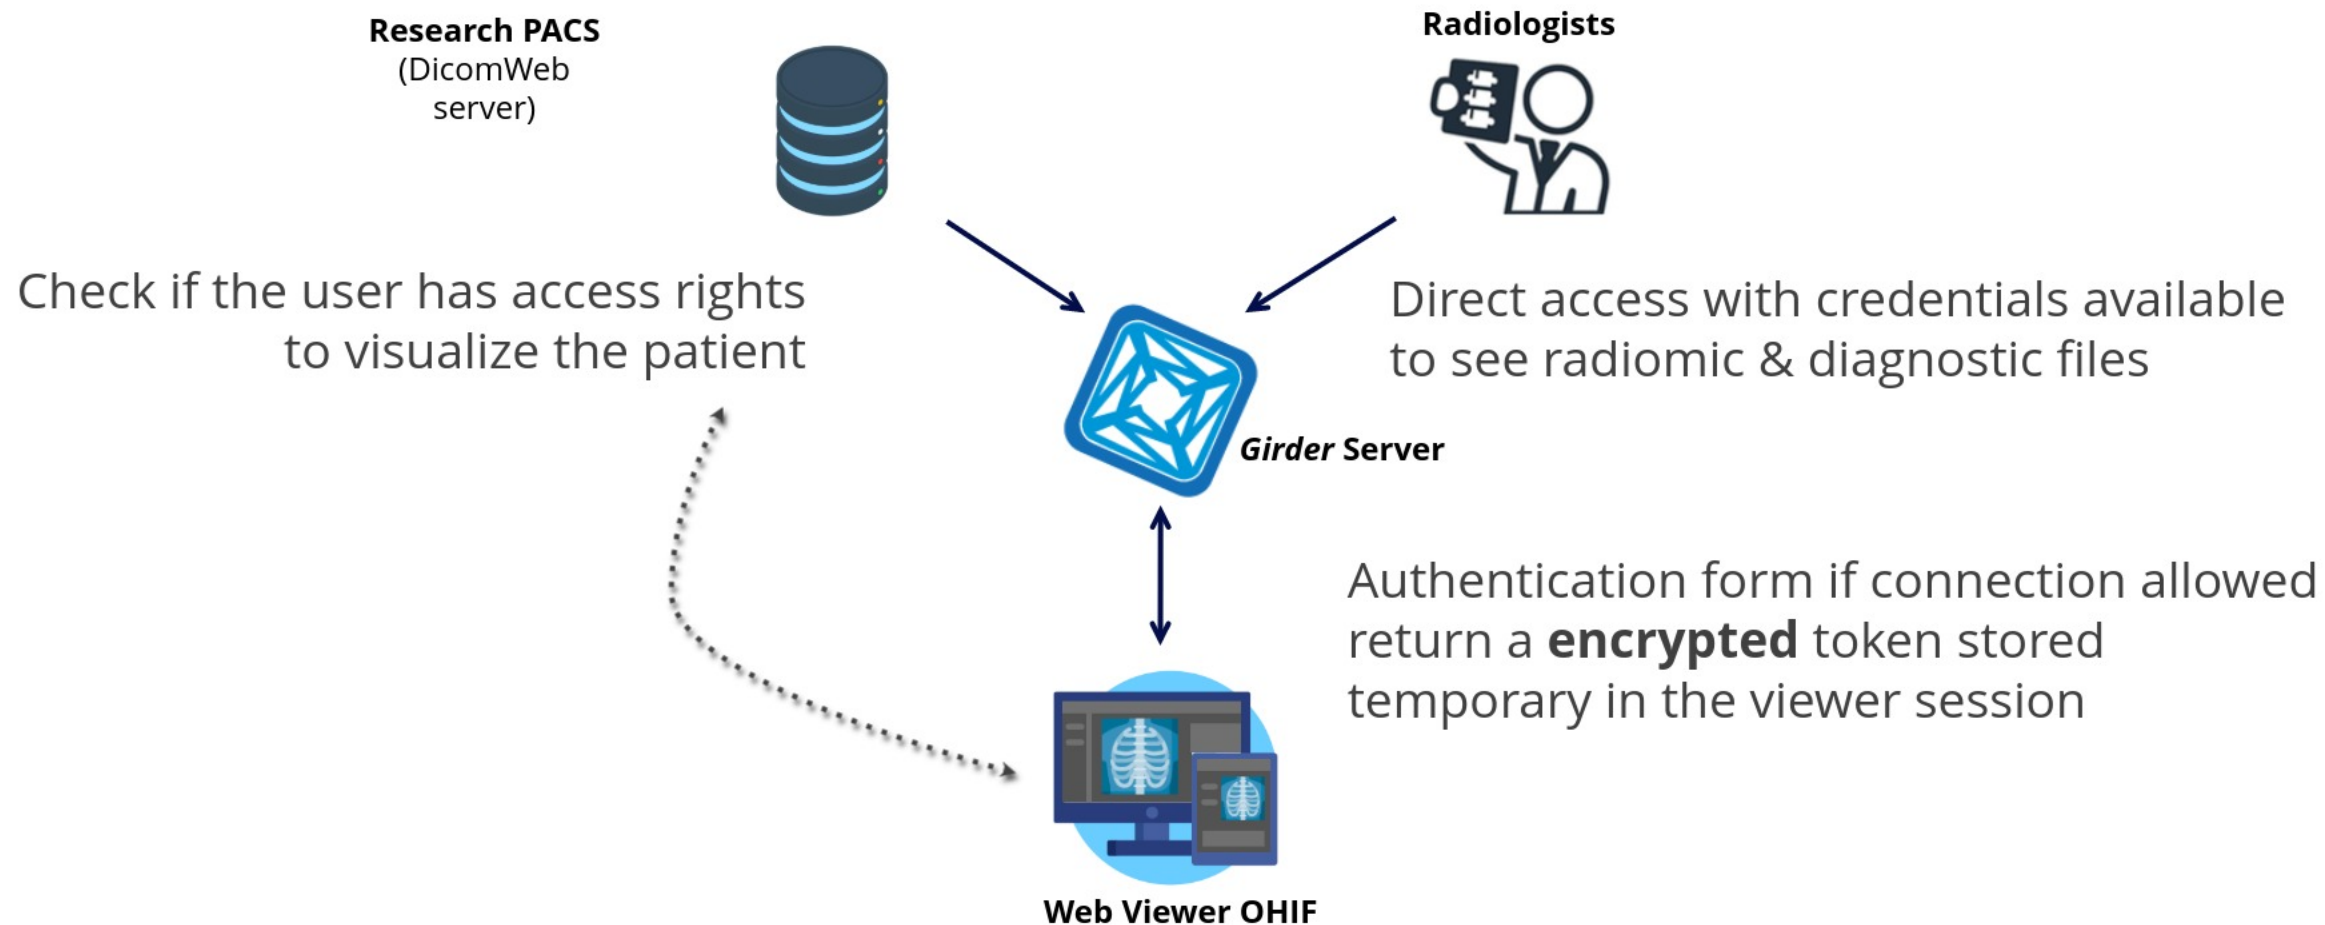 Research PACS
(DicomWeb
server)
Radiologists
Check if the user has access rights
to visualize the patient
Direct access with credentials available
to see radiomic & diagnostic files
Girder Server
Authentication form if connection allowed
return a encrypted token stored
temporary in the viewer session
Web Viewer OHIF